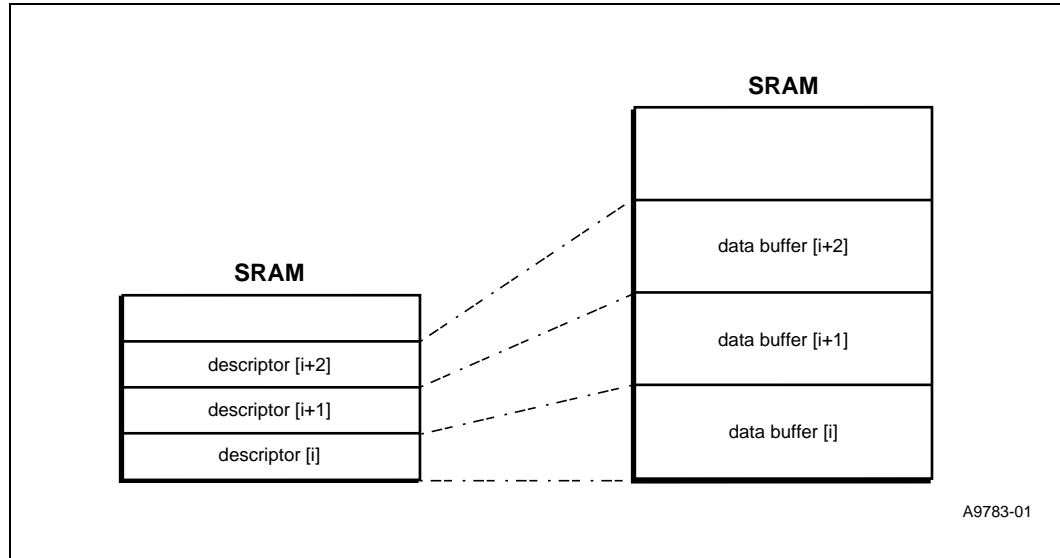 SRAM
descriptor [i+2]
descriptor [i+1]
descriptor [i]
SRAM
data buffer [i+2]
data buffer [i+1]
data buffer [i]
A9783-01